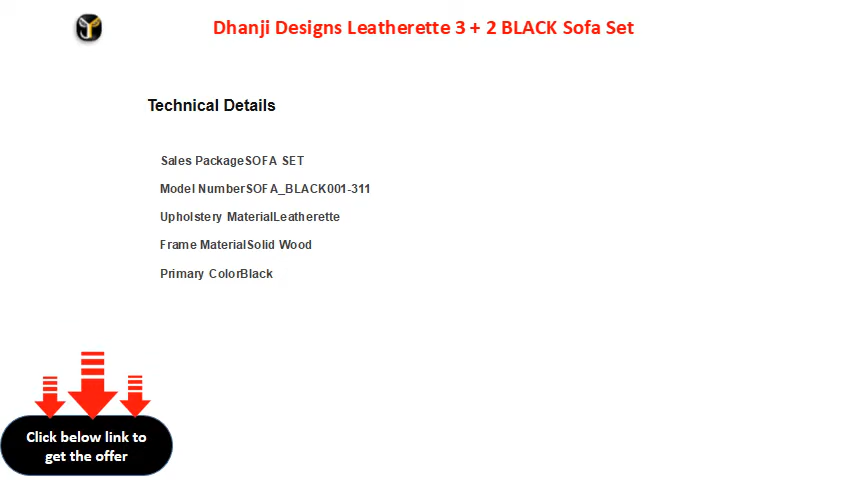 Dhanji Designs Leatherette 3 + 2 BLACK Sofa Set
Technical Details
Sales PackageSOFA SET
Model NumberSOFA_BLACK001-311
Upholstery MaterialLeatherette
Frame MaterialSolid Wood
Primary ColorBlack
Click below link to
get the offer